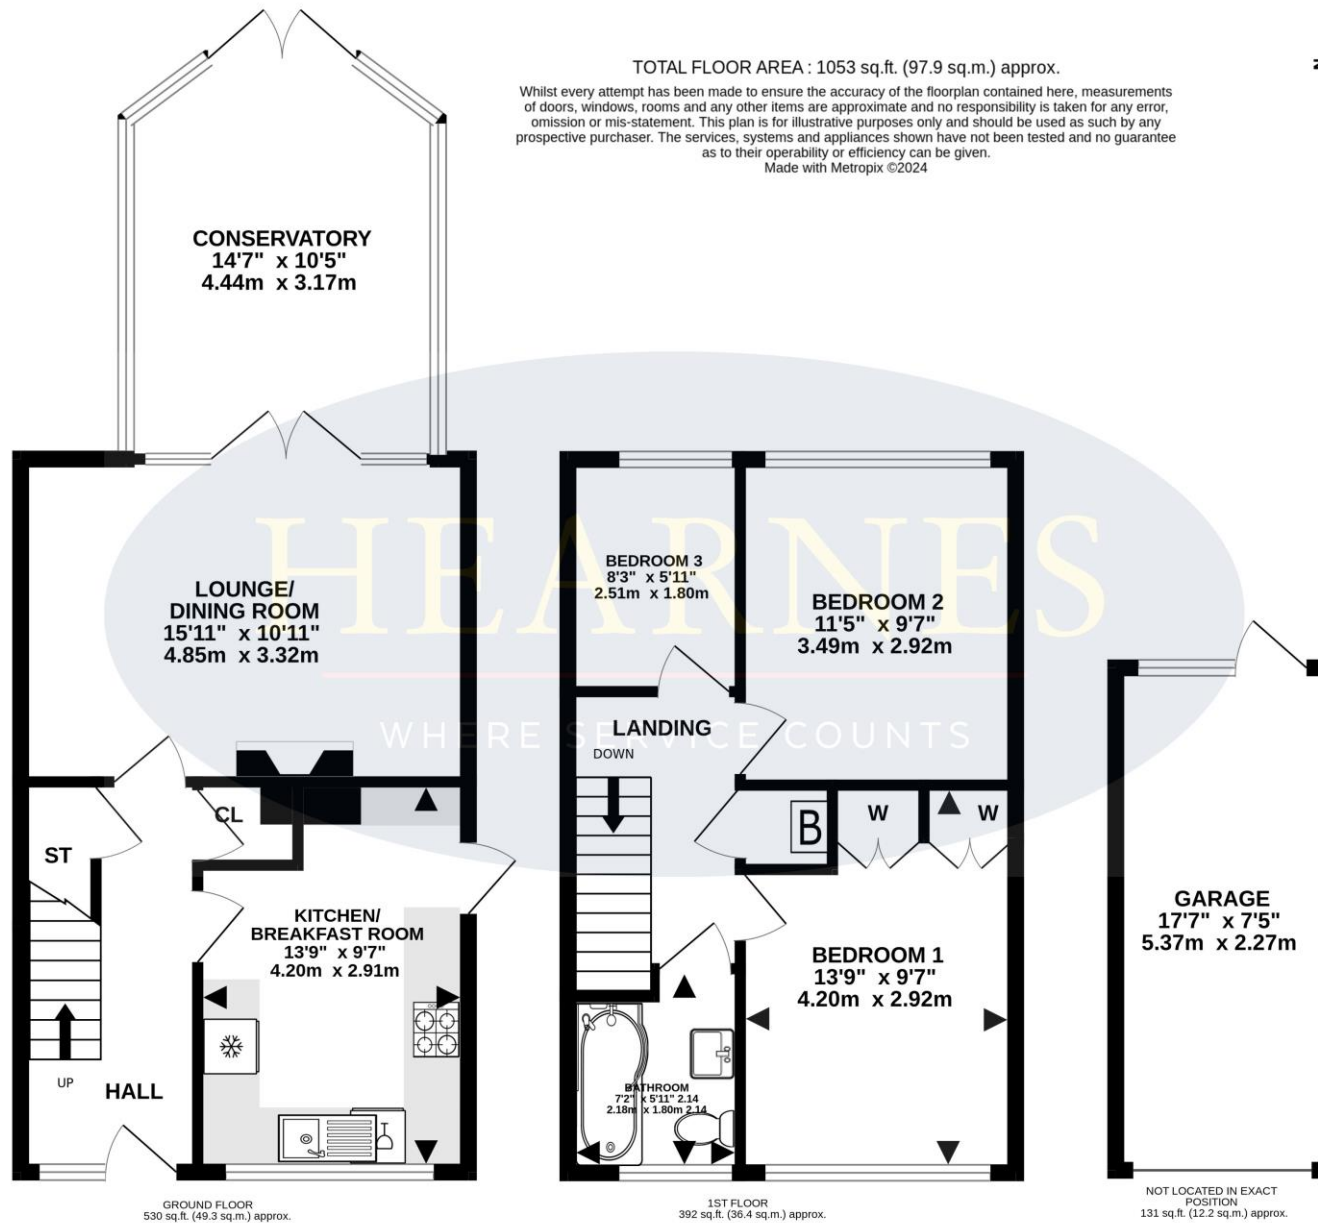 TOTAL FLOOR AREA : 1053 sq.ft. (97.9 sq.m.) approx.
Whilst every attempt has been made to ensure the accuracy of the floorplan contained here, measurements
of doors, windows, rooms and any other items are approximate and no responsibility is taken for any error,
omission or mis-statement. This plan is for illustrative purposes only and should be used as such by any
prospective purchaser. The services, systems and appliances shown have not been tested and no guarantee
as to their operability or efficiency can be given.
Made with Metropix ©2024
CONSERVATORY
14'7" x 10'5"
4.44m x 3.17m
HEARNES
WHERE SERVICE COUNTS
LOUNGE/
DINING ROOM
15'11" x 10'11"
4.85m x 3.32m
CL
ST
KITCHEN/
BREAKFAST ROOM
13'9" x 9'7"
4.20m x 2.91m
UP
HALL
GROUND FLOOR
530 sq.ft. (49.3 sq.m.) approx.
BEDROOM 3
8'3" x 5'11"
2.51m x 1.80m
BEDROOM 2
11'5" x 9'7"
3.49m x 2.92m
LANDING
DOWN
B
W
W
BEDROOM 1
13'9" x 9'7"
4.20m x 2.92m
BATHROOM
7'2" x 5'11" 2.14
2.18m x 1.80m 2.14
1ST FLOOR
392 sq.ft. (36.4 sq.m.) approx.
GARAGE
17'7" x 7'5"
5.37m x 2.27m
NOT LOCATED IN EXACT
POSITION
131 sq.ft. (12.2 sq.m.) approx.